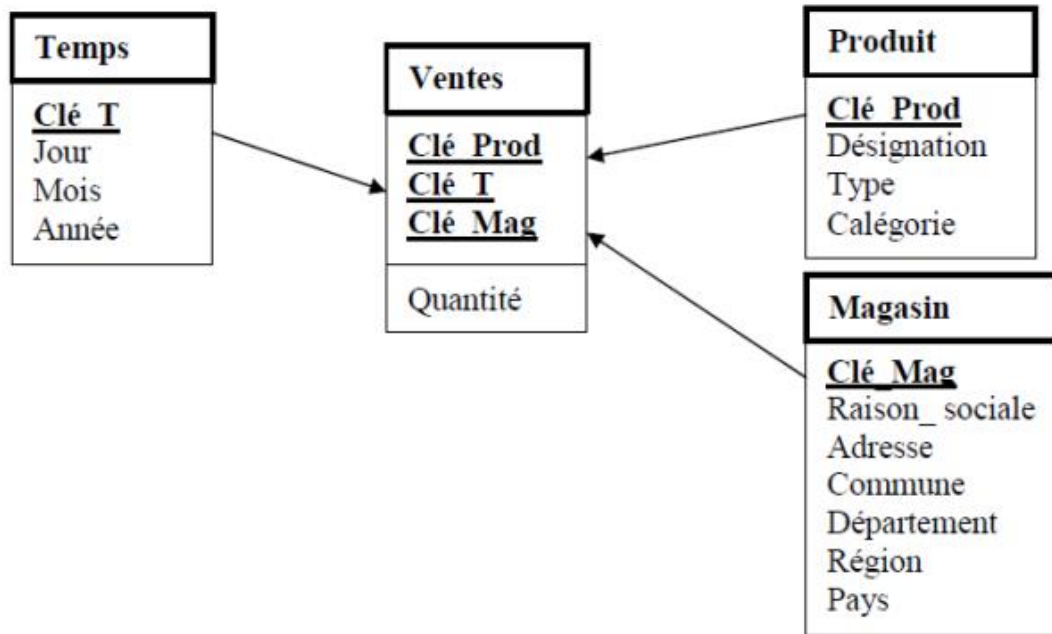 Temps
Clé_T
Jour
Mois
Année
Ventes
Clé_Prod
Clé_T
Clé_Mag
Quantité
Produit
Clé_Prod
Désignation
Type
Calégorie
Magasin
Clé_Mag
Raison_ sociale
Adresse
Commune
Département
Région
Pays